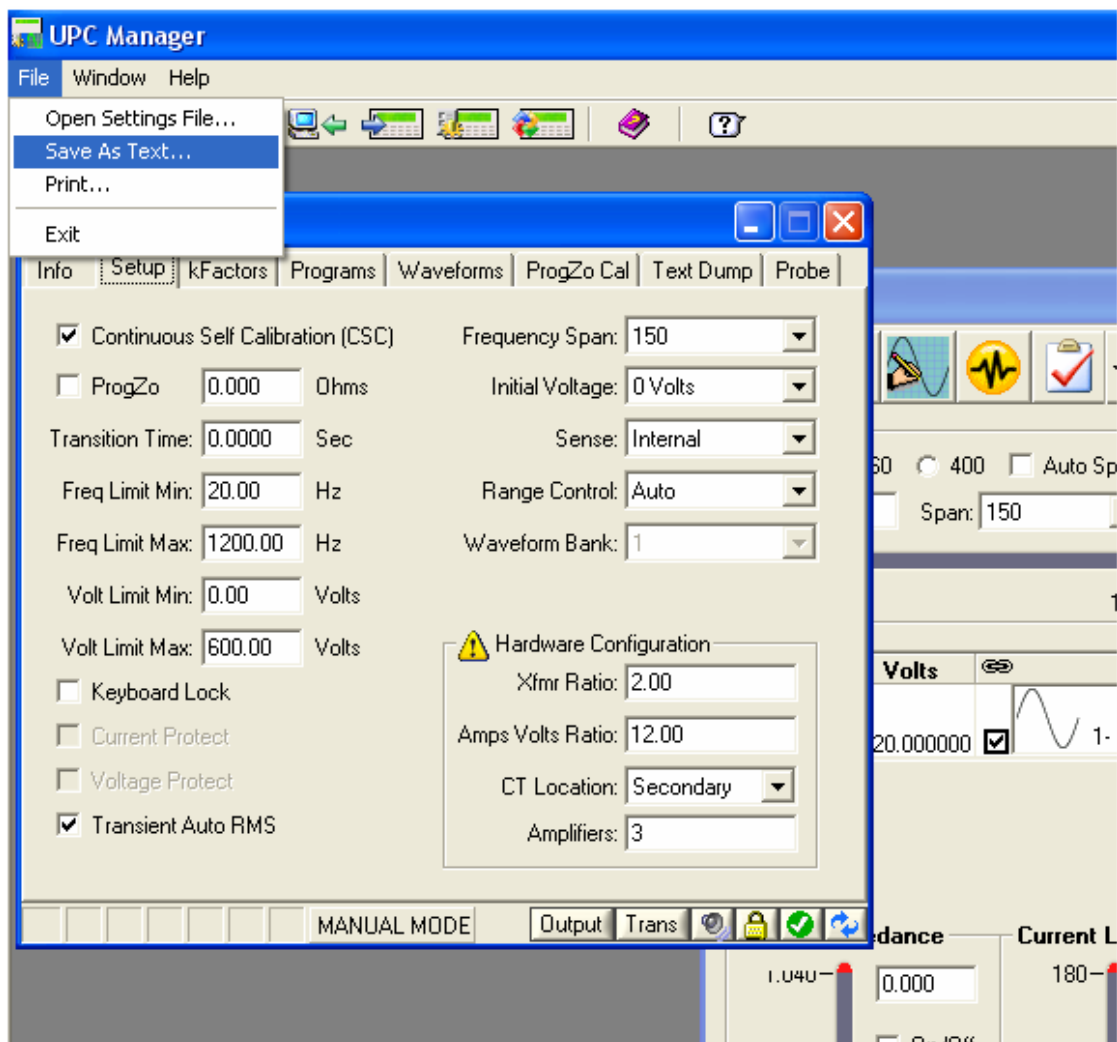 UPC Manager
File Window Help
Open Settings File...
Save As Text...
Print...
Exit
Info Setup kFactors Programs Waveforms ProgZo Cal Text Dump Probe
Continuous Self Calibration (CSC)
ProgZo 0.000 Ohms
Transition Time: 0.0000 Sec
Freq Limit Min: 20.00 Hz
Freq Limit Max: 1200.00 Hz
Volt Limit Min: 0.00 Volts
Volt Limit Max: 600.00 Volts
Keyboard Lock
Current Protect
Voltage Protect
Transient Auto RMS
Frequency Span: 150
Initial Voltage: 0 Volts
Sense: Internal
Range Control: Auto
Waveform Bank: 1
Hardware Configuration
Xfmr Ratio: 2.00
Amps Volts Ratio: 12.00
CT Location: Secondary
Amplifiers: 3
MANUAL MODE Output Trans
400 Auto Sp
Span: 150
Volts
20.000000 1-
edance Current L
0.000 180